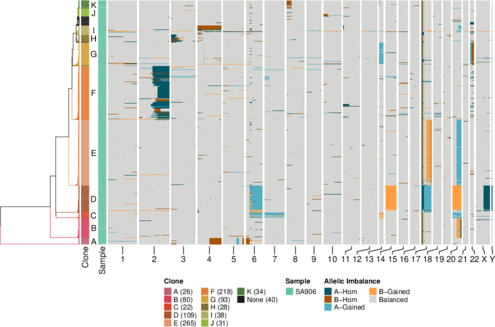 K
J
I
H
G
F
E
D
C
B
A
Clone
Sample
1 2 3 4 5 6 7 8 9 10 11 12 13 14 15 16 17 18 19 20 21 22 X Y
Clone
A (26)
B (80)
C (22)
D (109)
E (265)
F (218)
G (93)
H (28)
I (38)
J (31)
K (34)
None (40)
Sample
SA906
Allelic Imbalance
A-Hom
B-Hom
A-Gained
B-Gained
Balanced